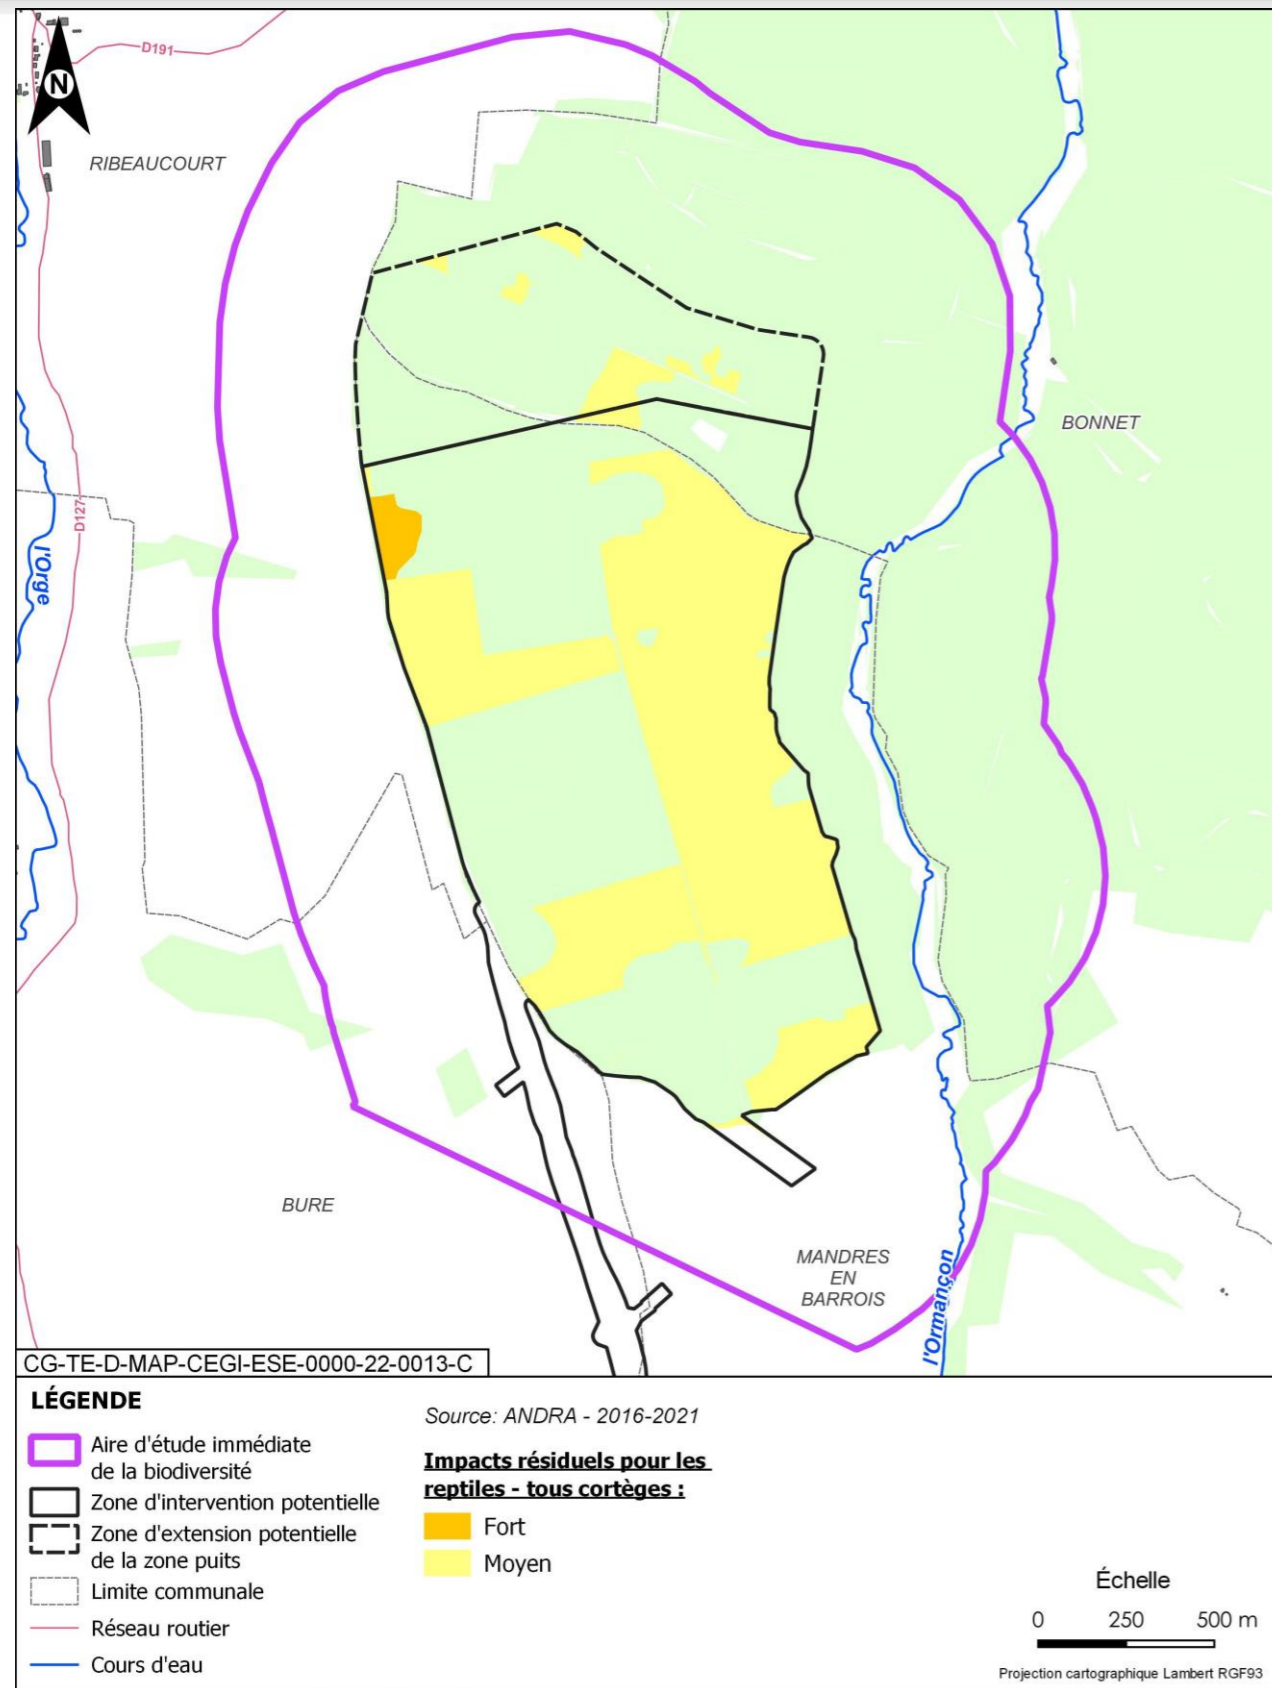 D191
N
RIBEAUCOURT
BONNET
D127
l'Orge
BURE
MANDRES
EN
BARROIS
l'Ormançon
CG-TE-D-MAP-CEGI-ESE-0000-22-0013-C
LÉGENDE
Aire d'étude immédiate
de la biodiversité
Zone d'intervention potentielle
Zone d'extension potentielle
de la zone puits
Limite communale
Réseau routier
Cours d'eau
Source: ANDRA - 2016-2021
Impacts résiduels pour les
reptiles - tous cortèges :
Fort
Moyen
Échelle
0 250 500 m
Projection cartographique Lambert RGF93